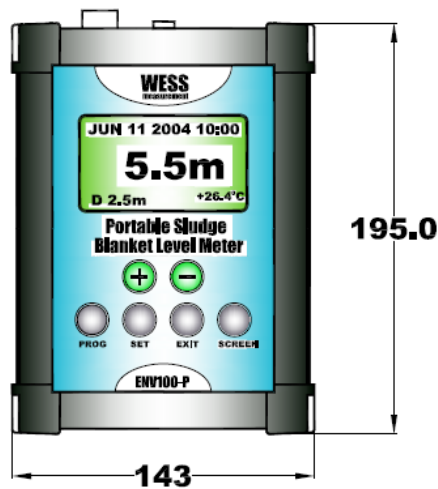 WESS
measurement
JUN 11 2004 10:00
5.5m
D 2.5m +26.4°C
Portable Sludge
Blanket Level Meter
+ −
PROG SET EXIT SCREEN
ENV100-P
195.0
143